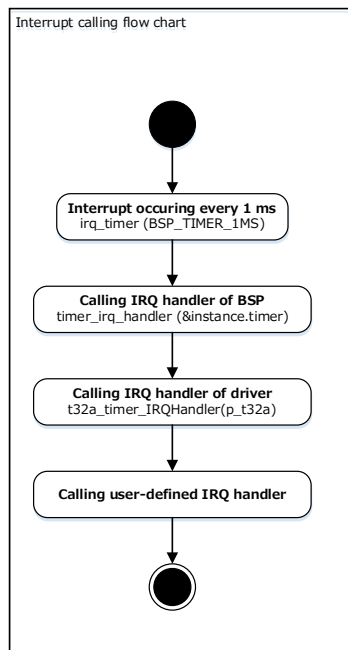 Interrupt calling flow chart
Interrupt occuring every 1 ms
irq_timer (BSP_TIMER_1MS)
Calling IRQ handler of BSP
timer_irq_handler (&instance.timer)
Calling IRQ handler of driver
t32a_timer_IRQHandler(p_t32a)
Calling user-defined IRQ handler